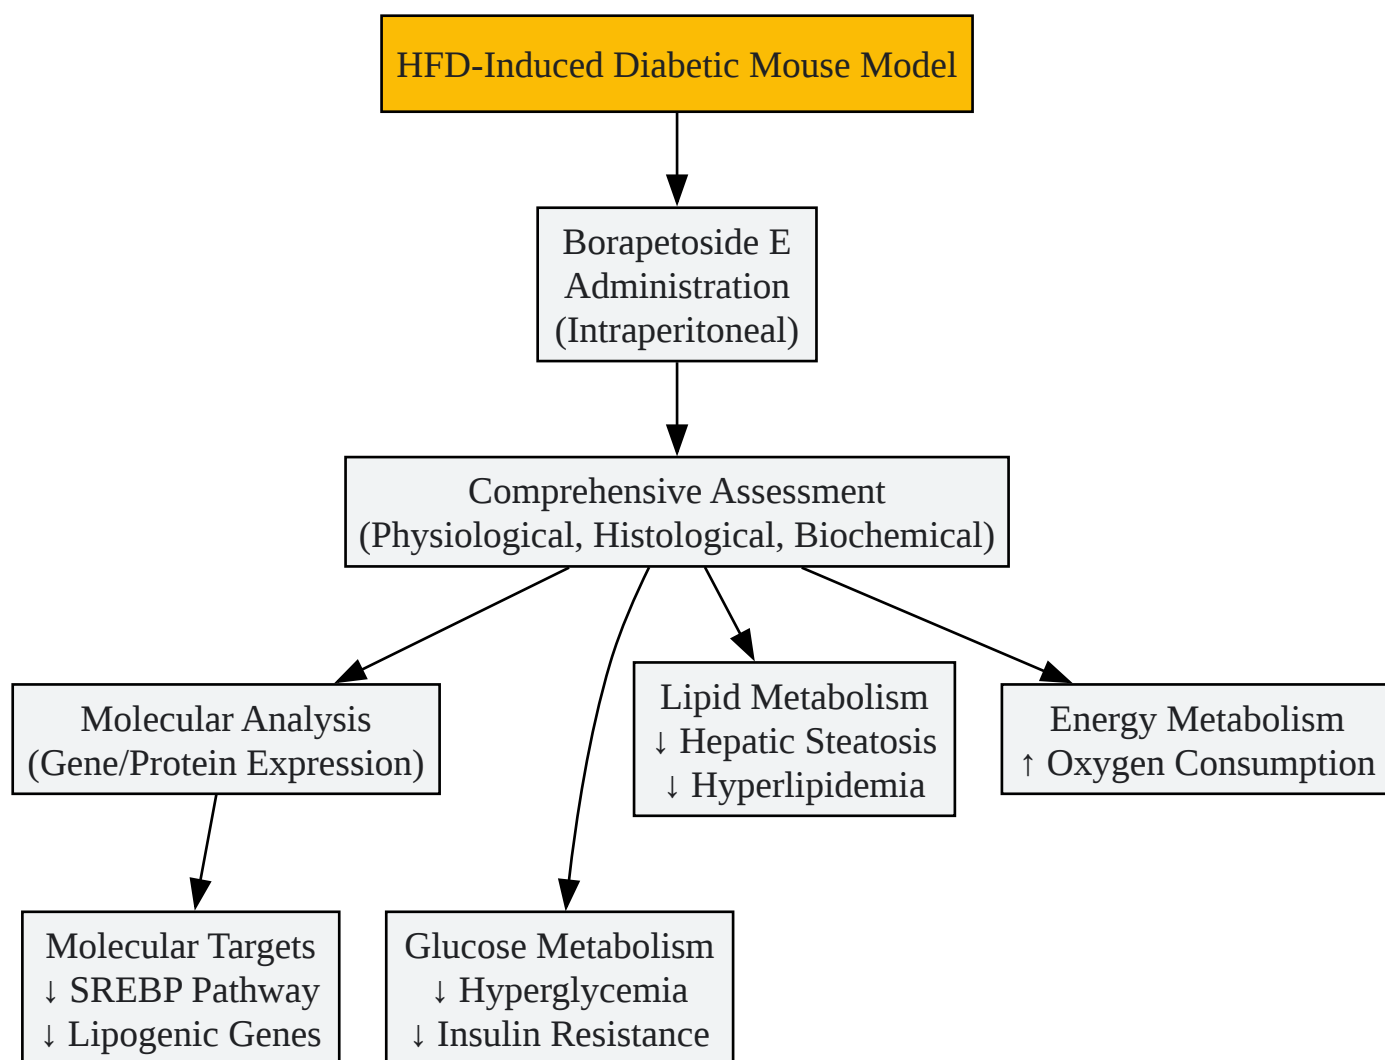 HFD-Induced Diabetic Mouse Model
Borapetoside E
Administration
(Intraperitoneal)
Comprehensive Assessment
(Physiological, Histological, Biochemical)
Molecular Analysis
(Gene/Protein Expression)
Lipid Metabolism
↓ Hepatic Steatosis
↓ Hyperlipidemia
Energy Metabolism
↑ Oxygen Consumption
Molecular Targets
↓ SREBP Pathway
↓ Lipogenic Genes
Glucose Metabolism
↓ Hyperglycemia
↓ Insulin Resistance